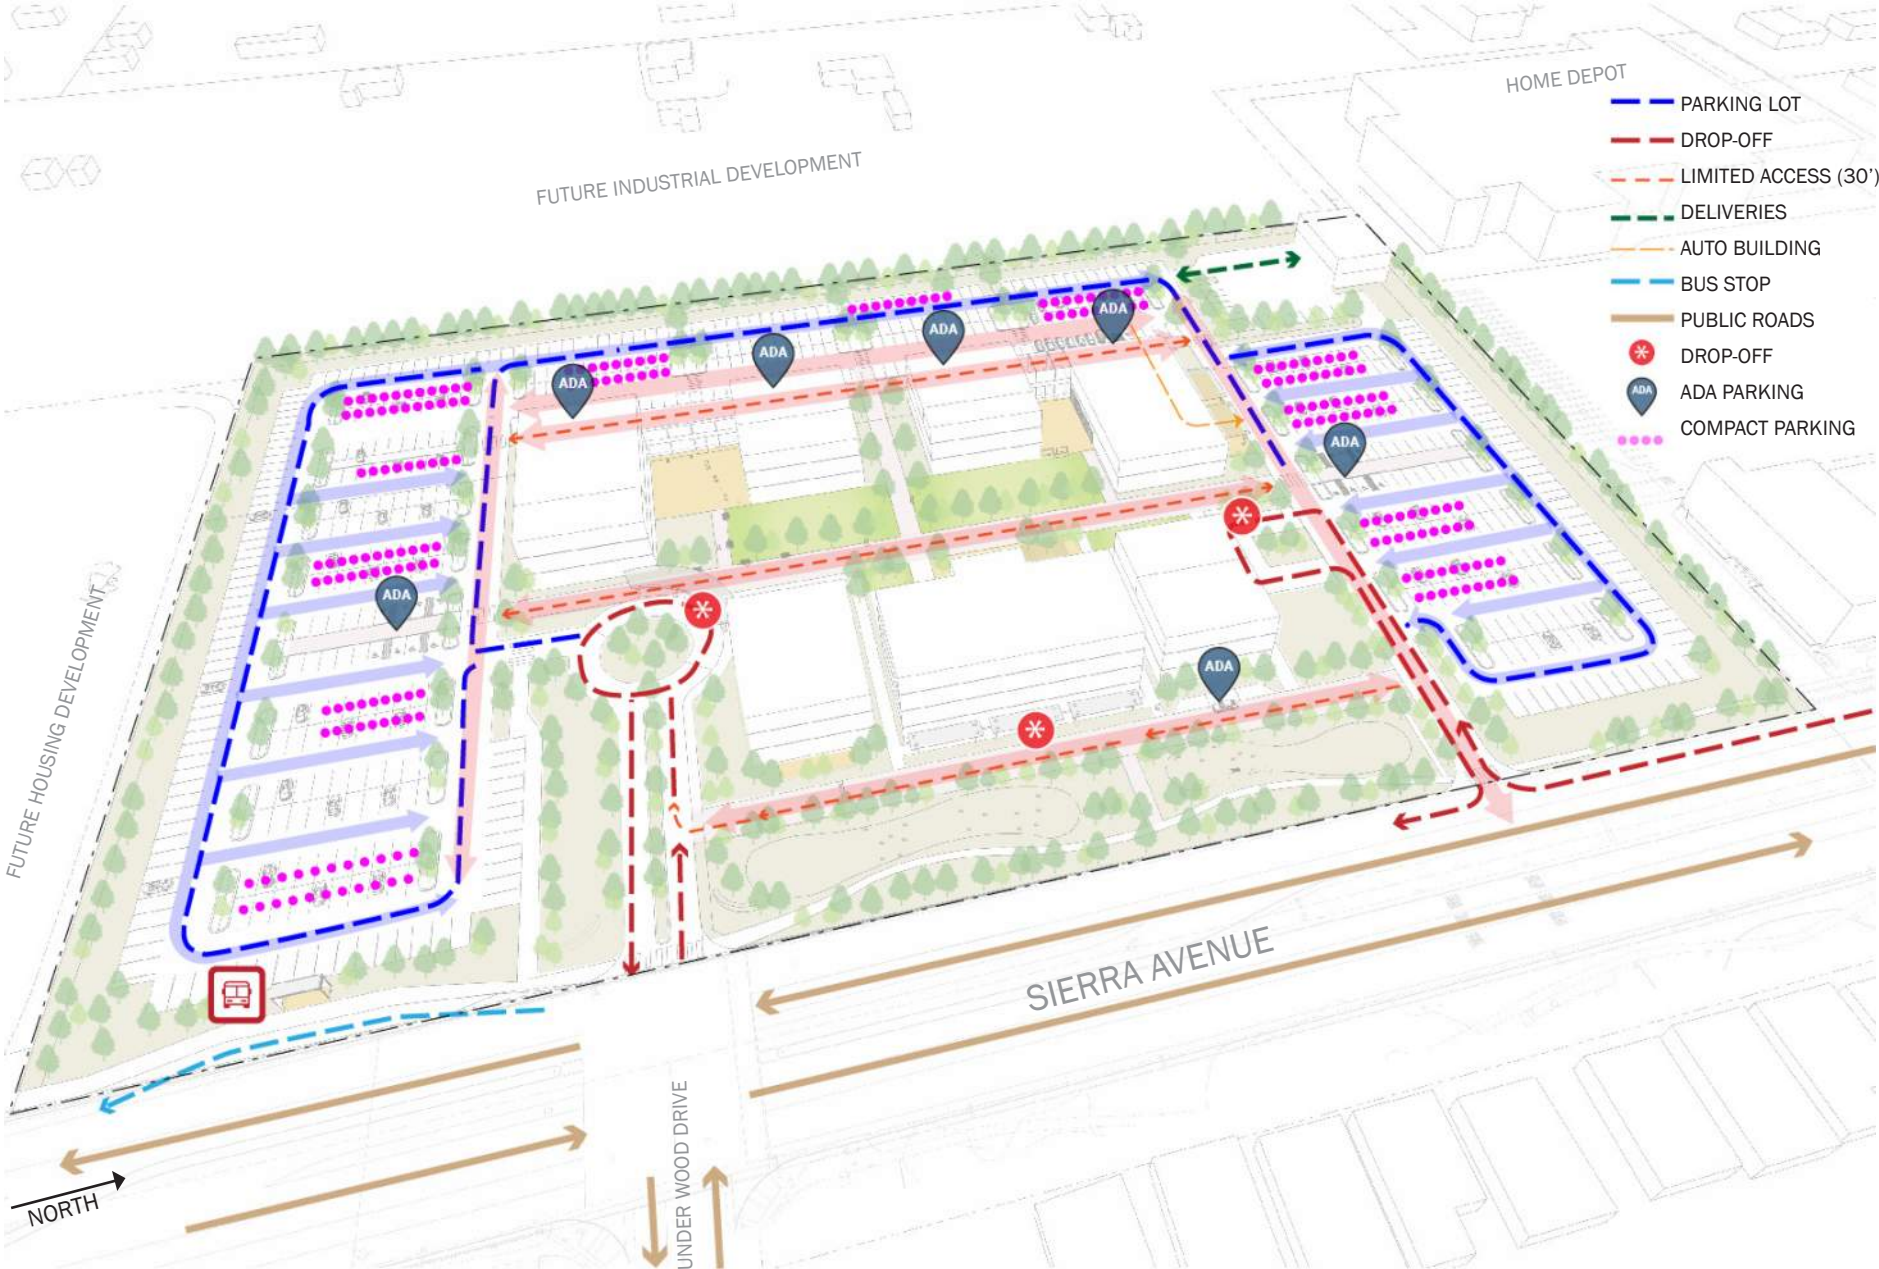 HOME DEPOT
PARKING LOT
DROP-OFF
LIMITED ACCESS (30')
DELIVERIES
AUTO BUILDING
BUS STOP
PUBLIC ROADS
DROP-OFF
ADA
ADA PARKING
COMPACT PARKING
FUTURE INDUSTRIAL DEVELOPMENT
ADA
ADA
ADA
ADA
ADA
ADA
ADA
FUTURE HOUSING DEVELOPMENT
SIERRA AVENUE
UNDER WOOD DRIVE
NORTH